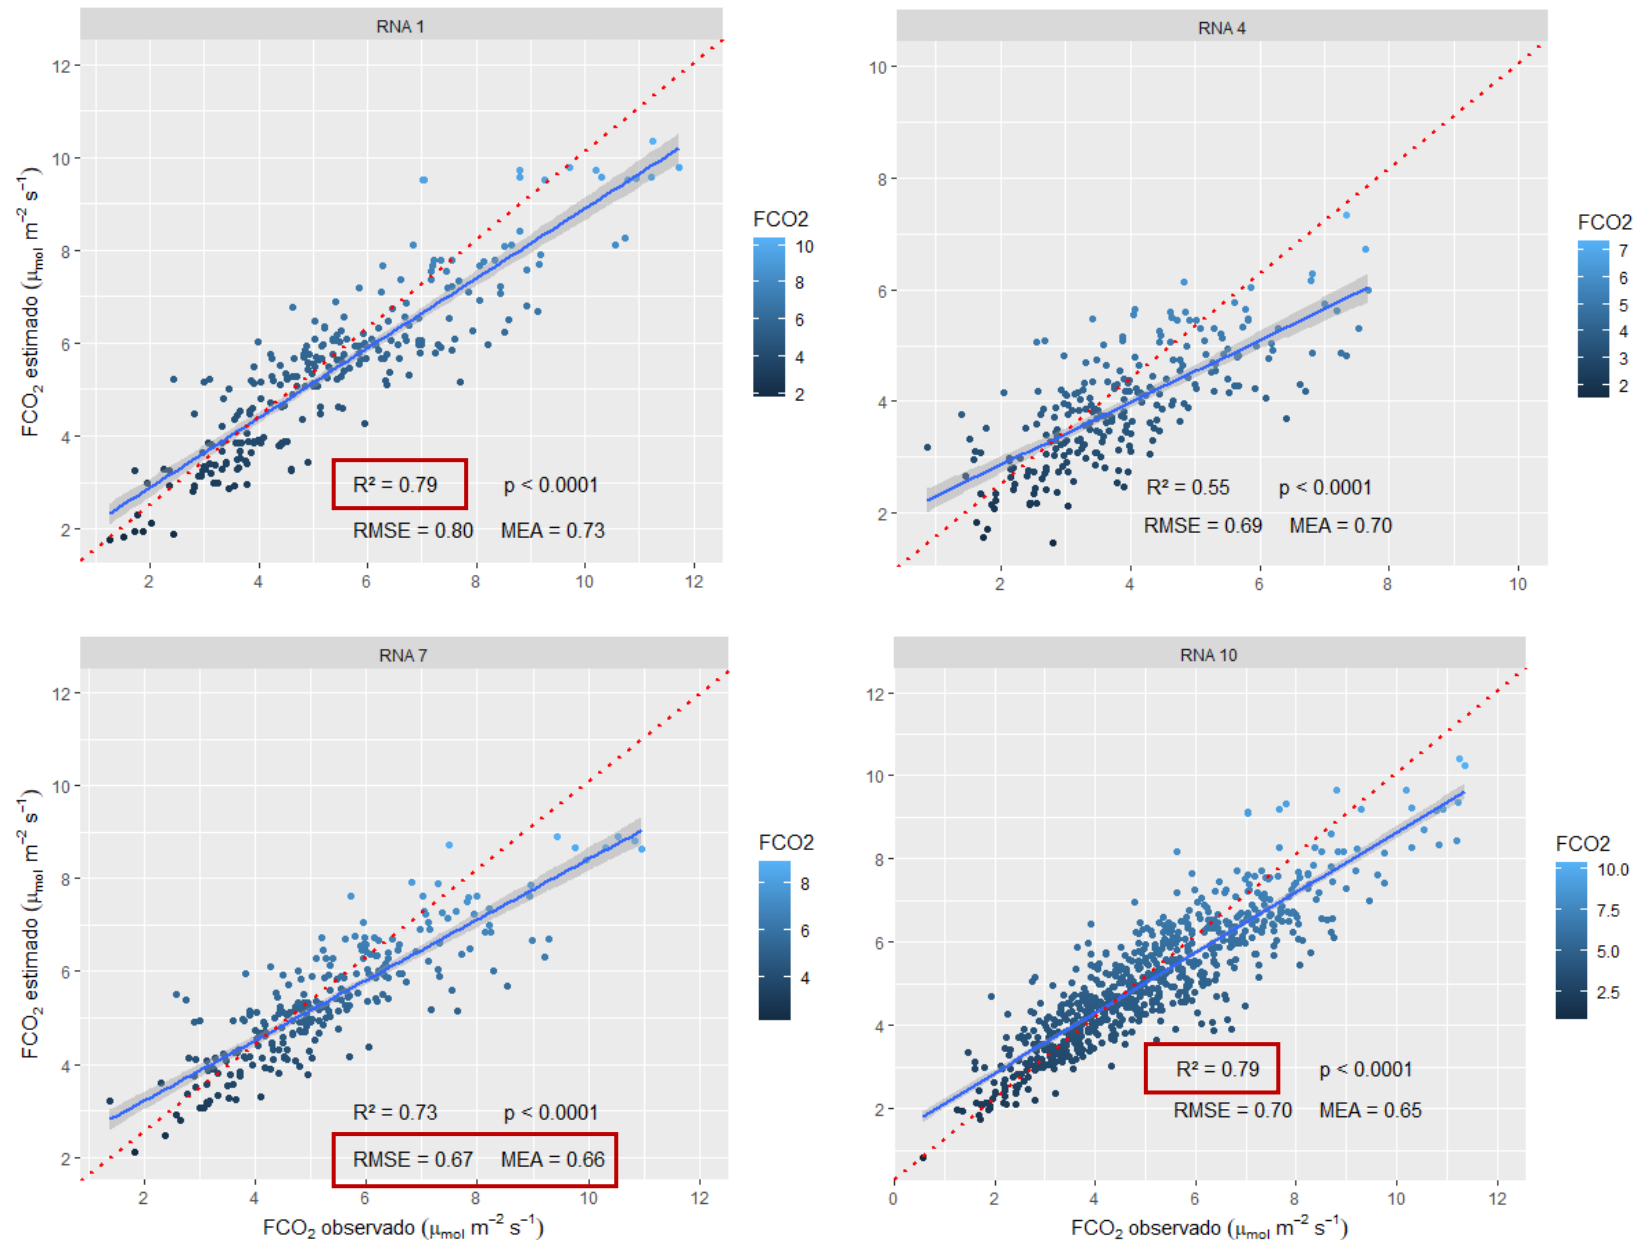 RNA 1
12
10
8
6
4
2
FCO₂ estimado (μmol m⁻² s⁻¹)
R² = 0.79 p < 0.0001
RMSE = 0.80 MEA = 0.73
2 4 6 8 10 12
FCO2
10
8
6
4
2
RNA 4
10
8
6
4
2
R² = 0.55 p < 0.0001
RMSE = 0.69 MEA = 0.70
2 4 6 8 10
FCO2
7
6
5
4
3
2
RNA 7
12
10
8
6
4
2
FCO₂ estimado (μmol m⁻² s⁻¹)
R² = 0.73 p < 0.0001
RMSE = 0.67 MEA = 0.66
2 4 6 8 10 12
FCO₂ observado (μmol m⁻² s⁻¹)
FCO2
8
6
4
RNA 10
12
10
8
6
4
2
R² = 0.79 p < 0.0001
RMSE = 0.70 MEA = 0.65
0 2 4 6 8 10 12
FCO₂ observado (μmol m⁻² s⁻¹)
FCO2
10.0
7.5
5.0
2.5